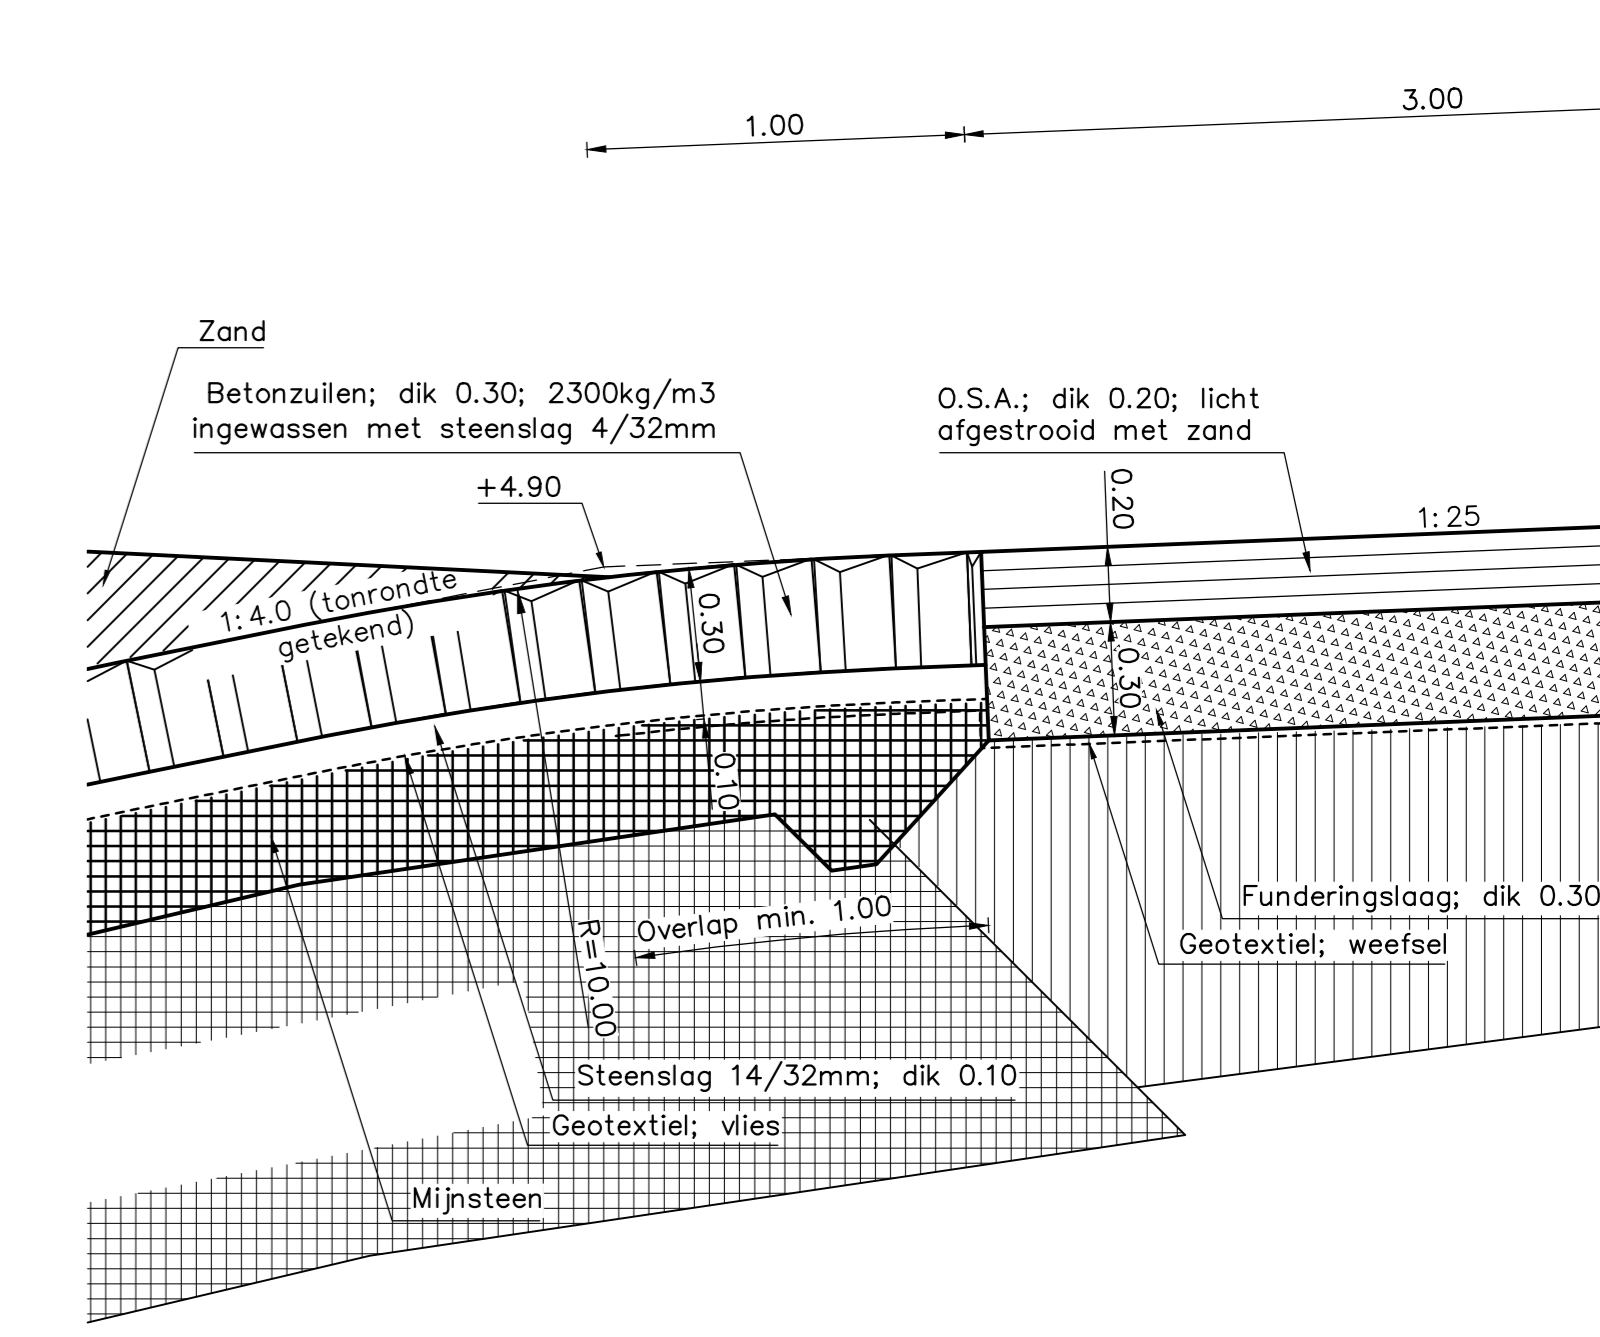 3.00
1.00
Zand
Betonzuilen; dik 0.30; 2300kg/m3
ingewassen met steenslag 4/32mm
O.S.A.; dik 0.20; licht
afgestrooid met zand
+4.90
0.20
1:25
1:4.0 (tonrondte
getekend)
0.30
0.30
0.10
Funderingslaag; dik 0.30
Overlap min. 1.00
Geotextiel; weefsel
R=10.00
Steenslag 14/32mm; dik 0.10
Geotextiel; vlies
Mijnsteen